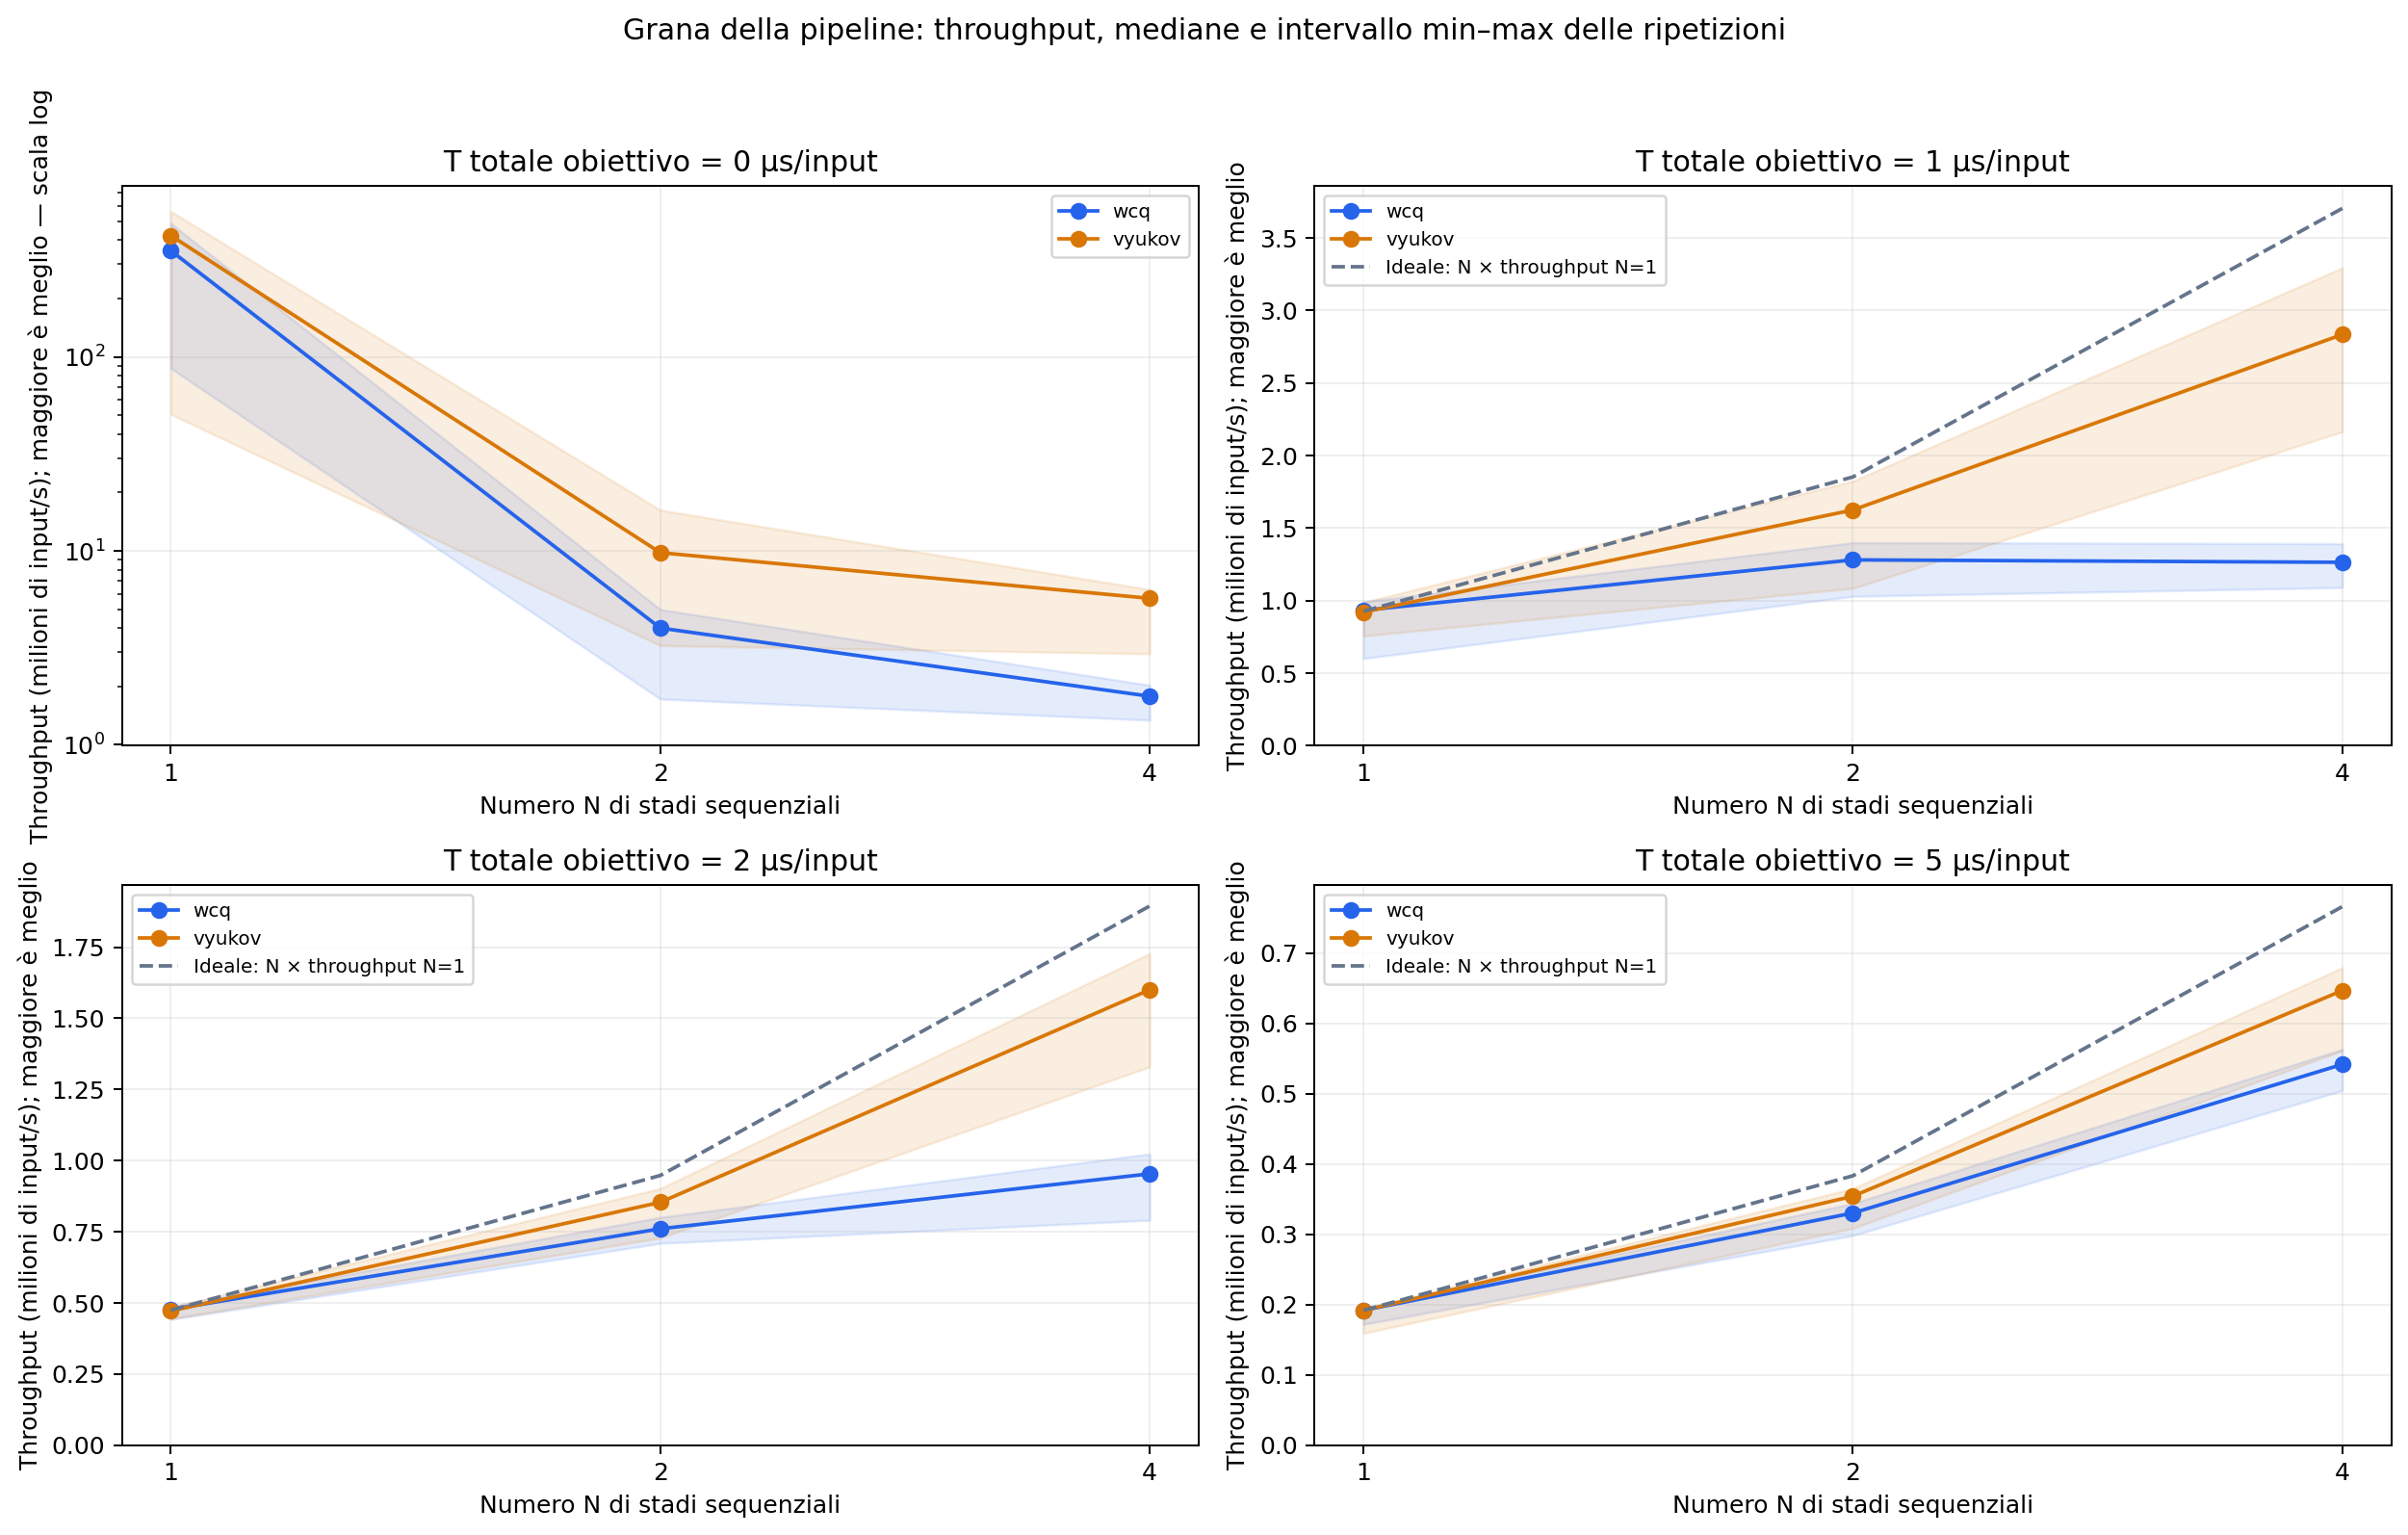 Grana della pipeline: throughput, mediane e intervallo min–max delle ripetizioni
T totale obiettivo = 0 µs/input
Throughput (milioni di input/s); maggiore è meglio — scala log
10²
10¹
10⁰
wcq
vyukov
1 2 4
Numero N di stadi sequenziali
T totale obiettivo = 1 µs/input
Throughput (milioni di input/s); maggiore è meglio
3.5
3.0
2.5
2.0
1.5
1.0
0.5
0.0
wcq
vyukov
Ideale: N × throughput N=1
1 2 4
Numero N di stadi sequenziali
T totale obiettivo = 2 µs/input
Throughput (milioni di input/s); maggiore è meglio
1.75
1.50
1.25
1.00
0.75
0.50
0.25
0.00
wcq
vyukov
Ideale: N × throughput N=1
1 2 4
Numero N di stadi sequenziali
T totale obiettivo = 5 µs/input
Throughput (milioni di input/s); maggiore è meglio
0.7
0.6
0.5
0.4
0.3
0.2
0.1
0.0
wcq
vyukov
Ideale: N × throughput N=1
1 2 4
Numero N di stadi sequenziali